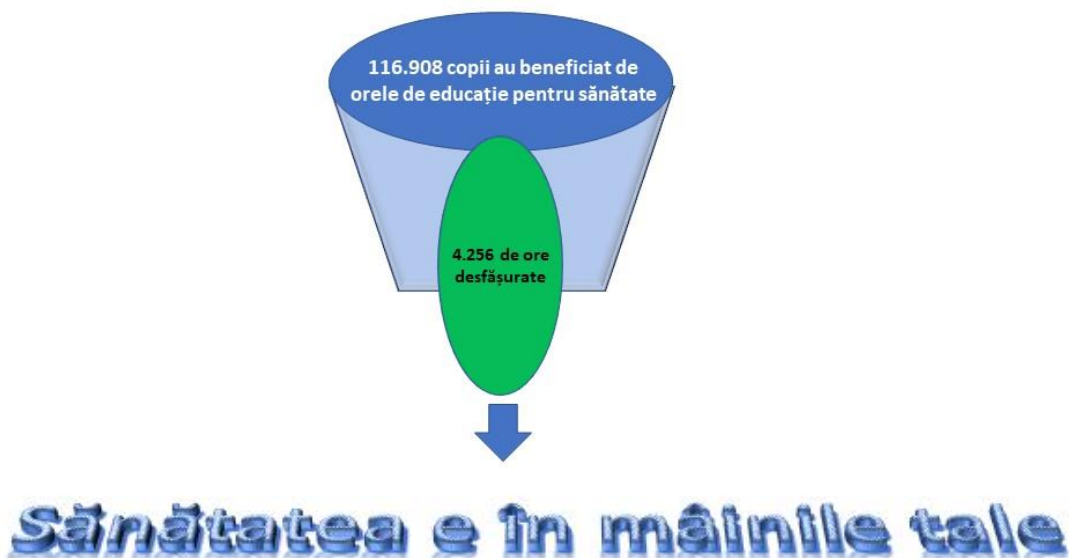 116.908 copii au beneficiat de
orele de educație pentru sănătate
4.256 de ore
desfășurate
Sănătatea e în mâinile tale